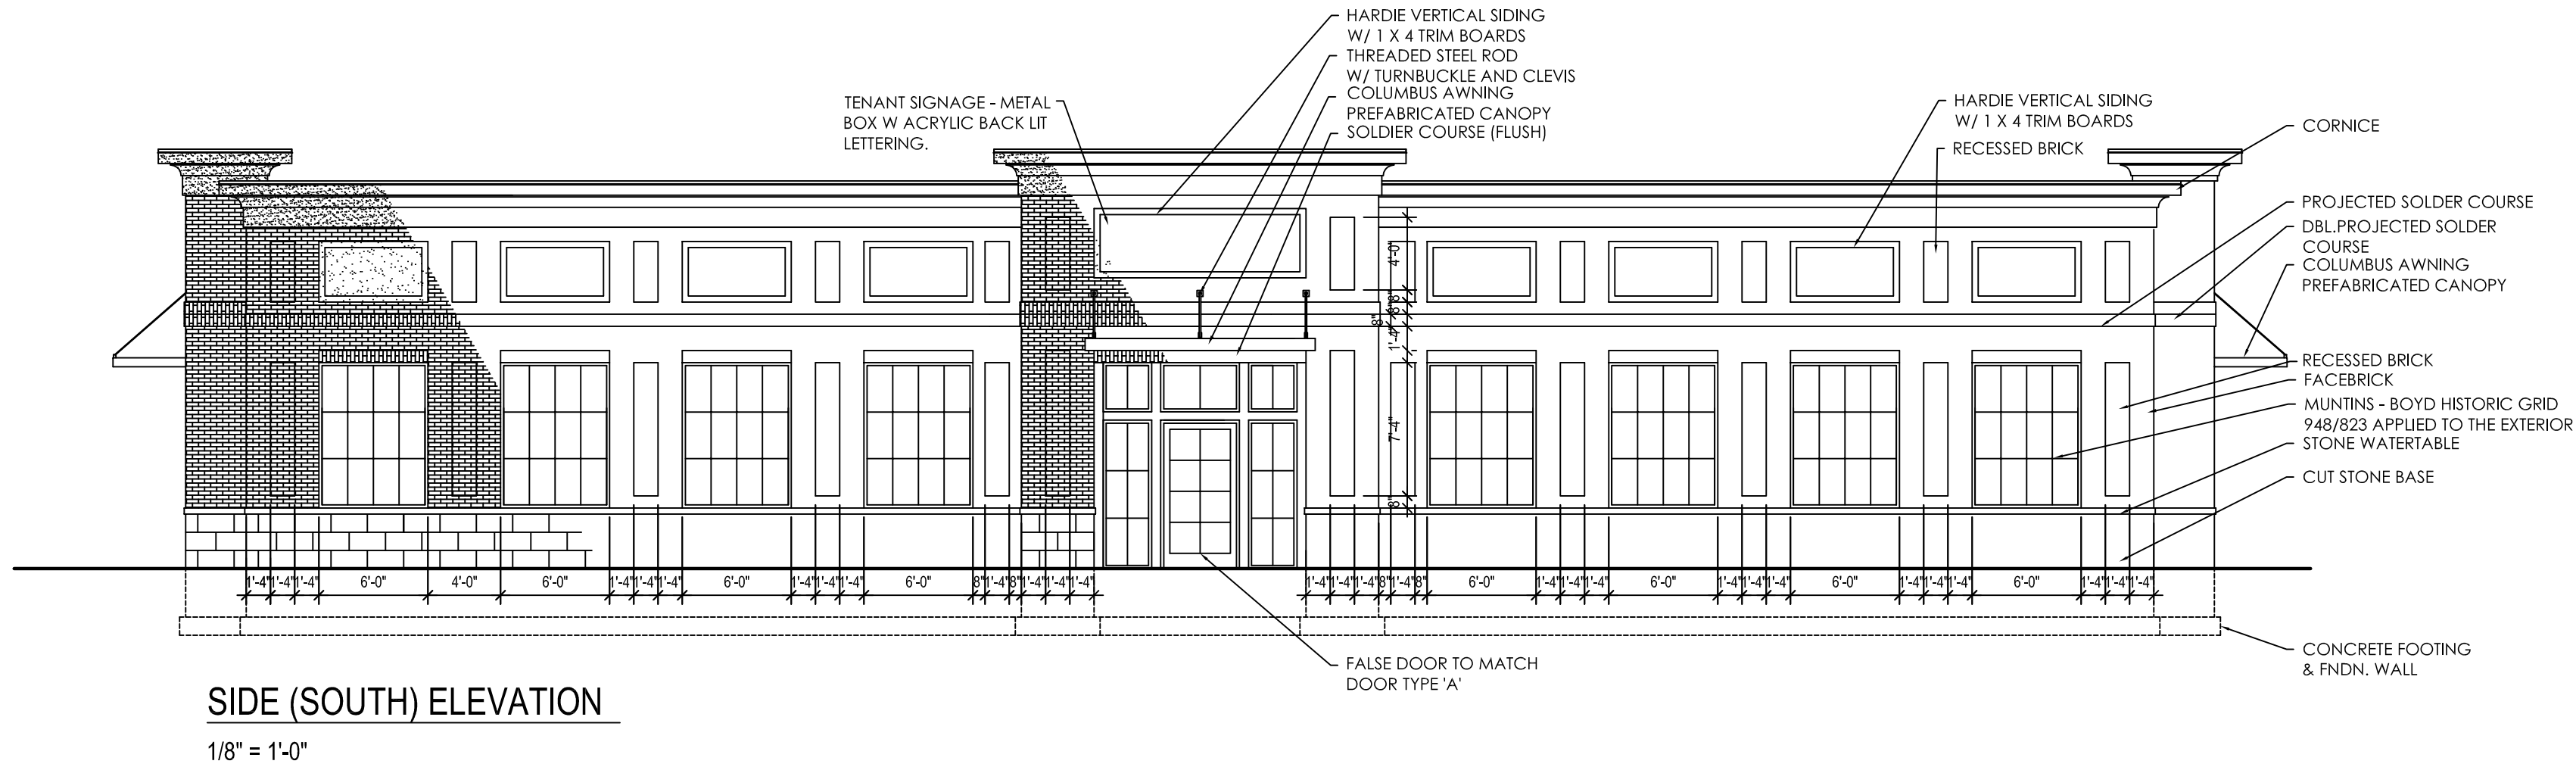 HARDIE VERTICAL SIDING
W/ 1 X 4 TRIM BOARDS
THREADED STEEL ROD
W/ TURNBUCKLE AND CLEVIS
COLUMBUS AWNING
PREFABRICATED CANOPY
SOLDIER COURSE (FLUSH)
TENANT SIGNAGE - METAL
BOX W ACRYLIC BACK LIT
LETTERING.
HARDIE VERTICAL SIDING
W/ 1 X 4 TRIM BOARDS
RECESSED BRICK
CORNICE
PROJECTED SOLDER COURSE
DBL.PROJECTED SOLDER
COURSE
COLUMBUS AWNING
PREFABRICATED CANOPY
RECESSED BRICK
FACEBRICK
MUNTINS - BOYD HISTORIC GRID
948/823 APPLIED TO THE EXTERIOR
STONE WATERTABLE
CUT STONE BASE
4'-0"
8"
8"
8"
1'-4"
7'-4"
8"
1'-4" 1'-4" 1'-4" 6'-0" 4'-0" 6'-0" 1'-4" 1'-4" 1'-4" 6'-0" 1'-4" 1'-4" 1'-4" 6'-0" 8" 1'-4" 8" 1'-4" 1'-4" 1'-4"
1'-4" 1'-4" 1'-4" 8" 1'-4" 8" 6'-0" 1'-4" 1'-4" 1'-4" 6'-0" 1'-4" 1'-4" 1'-4" 6'-0" 1'-4" 1'-4" 1'-4" 6'-0" 1'-4" 1'-4" 1'-4"
FALSE DOOR TO MATCH
DOOR TYPE 'A'
CONCRETE FOOTING
& FNDN. WALL
SIDE (SOUTH) ELEVATION
1/8" = 1'-0"